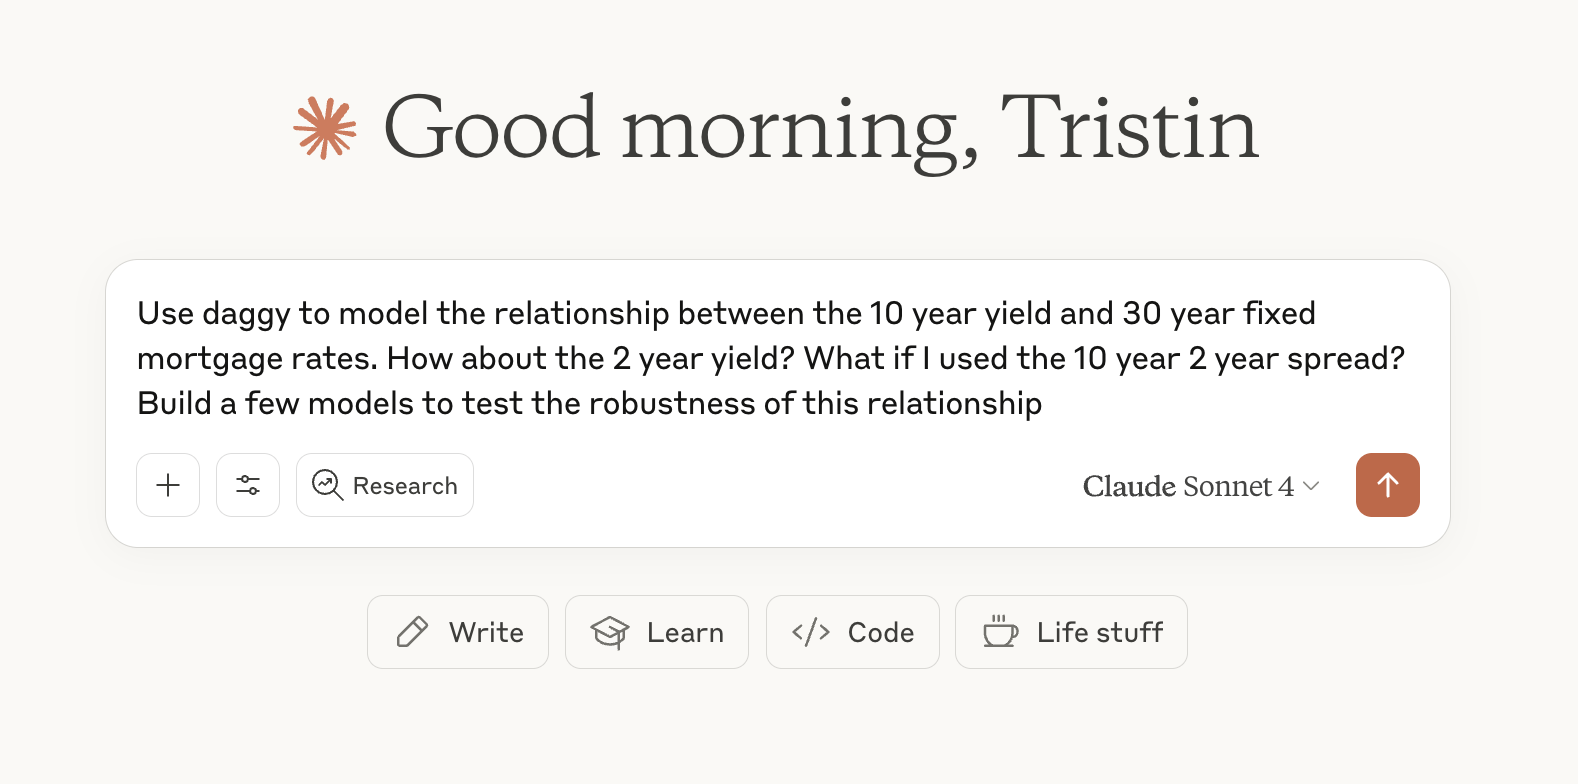 Good morning, Tristin
Use daggy to model the relationship between the 10 year yield and 30 year fixed
mortgage rates. How about the 2 year yield? What if I used the 10 year 2 year spread?
Build a few models to test the robustness of this relationship
Research
Claude Sonnet 4
Write
Learn
Code
Life stuff